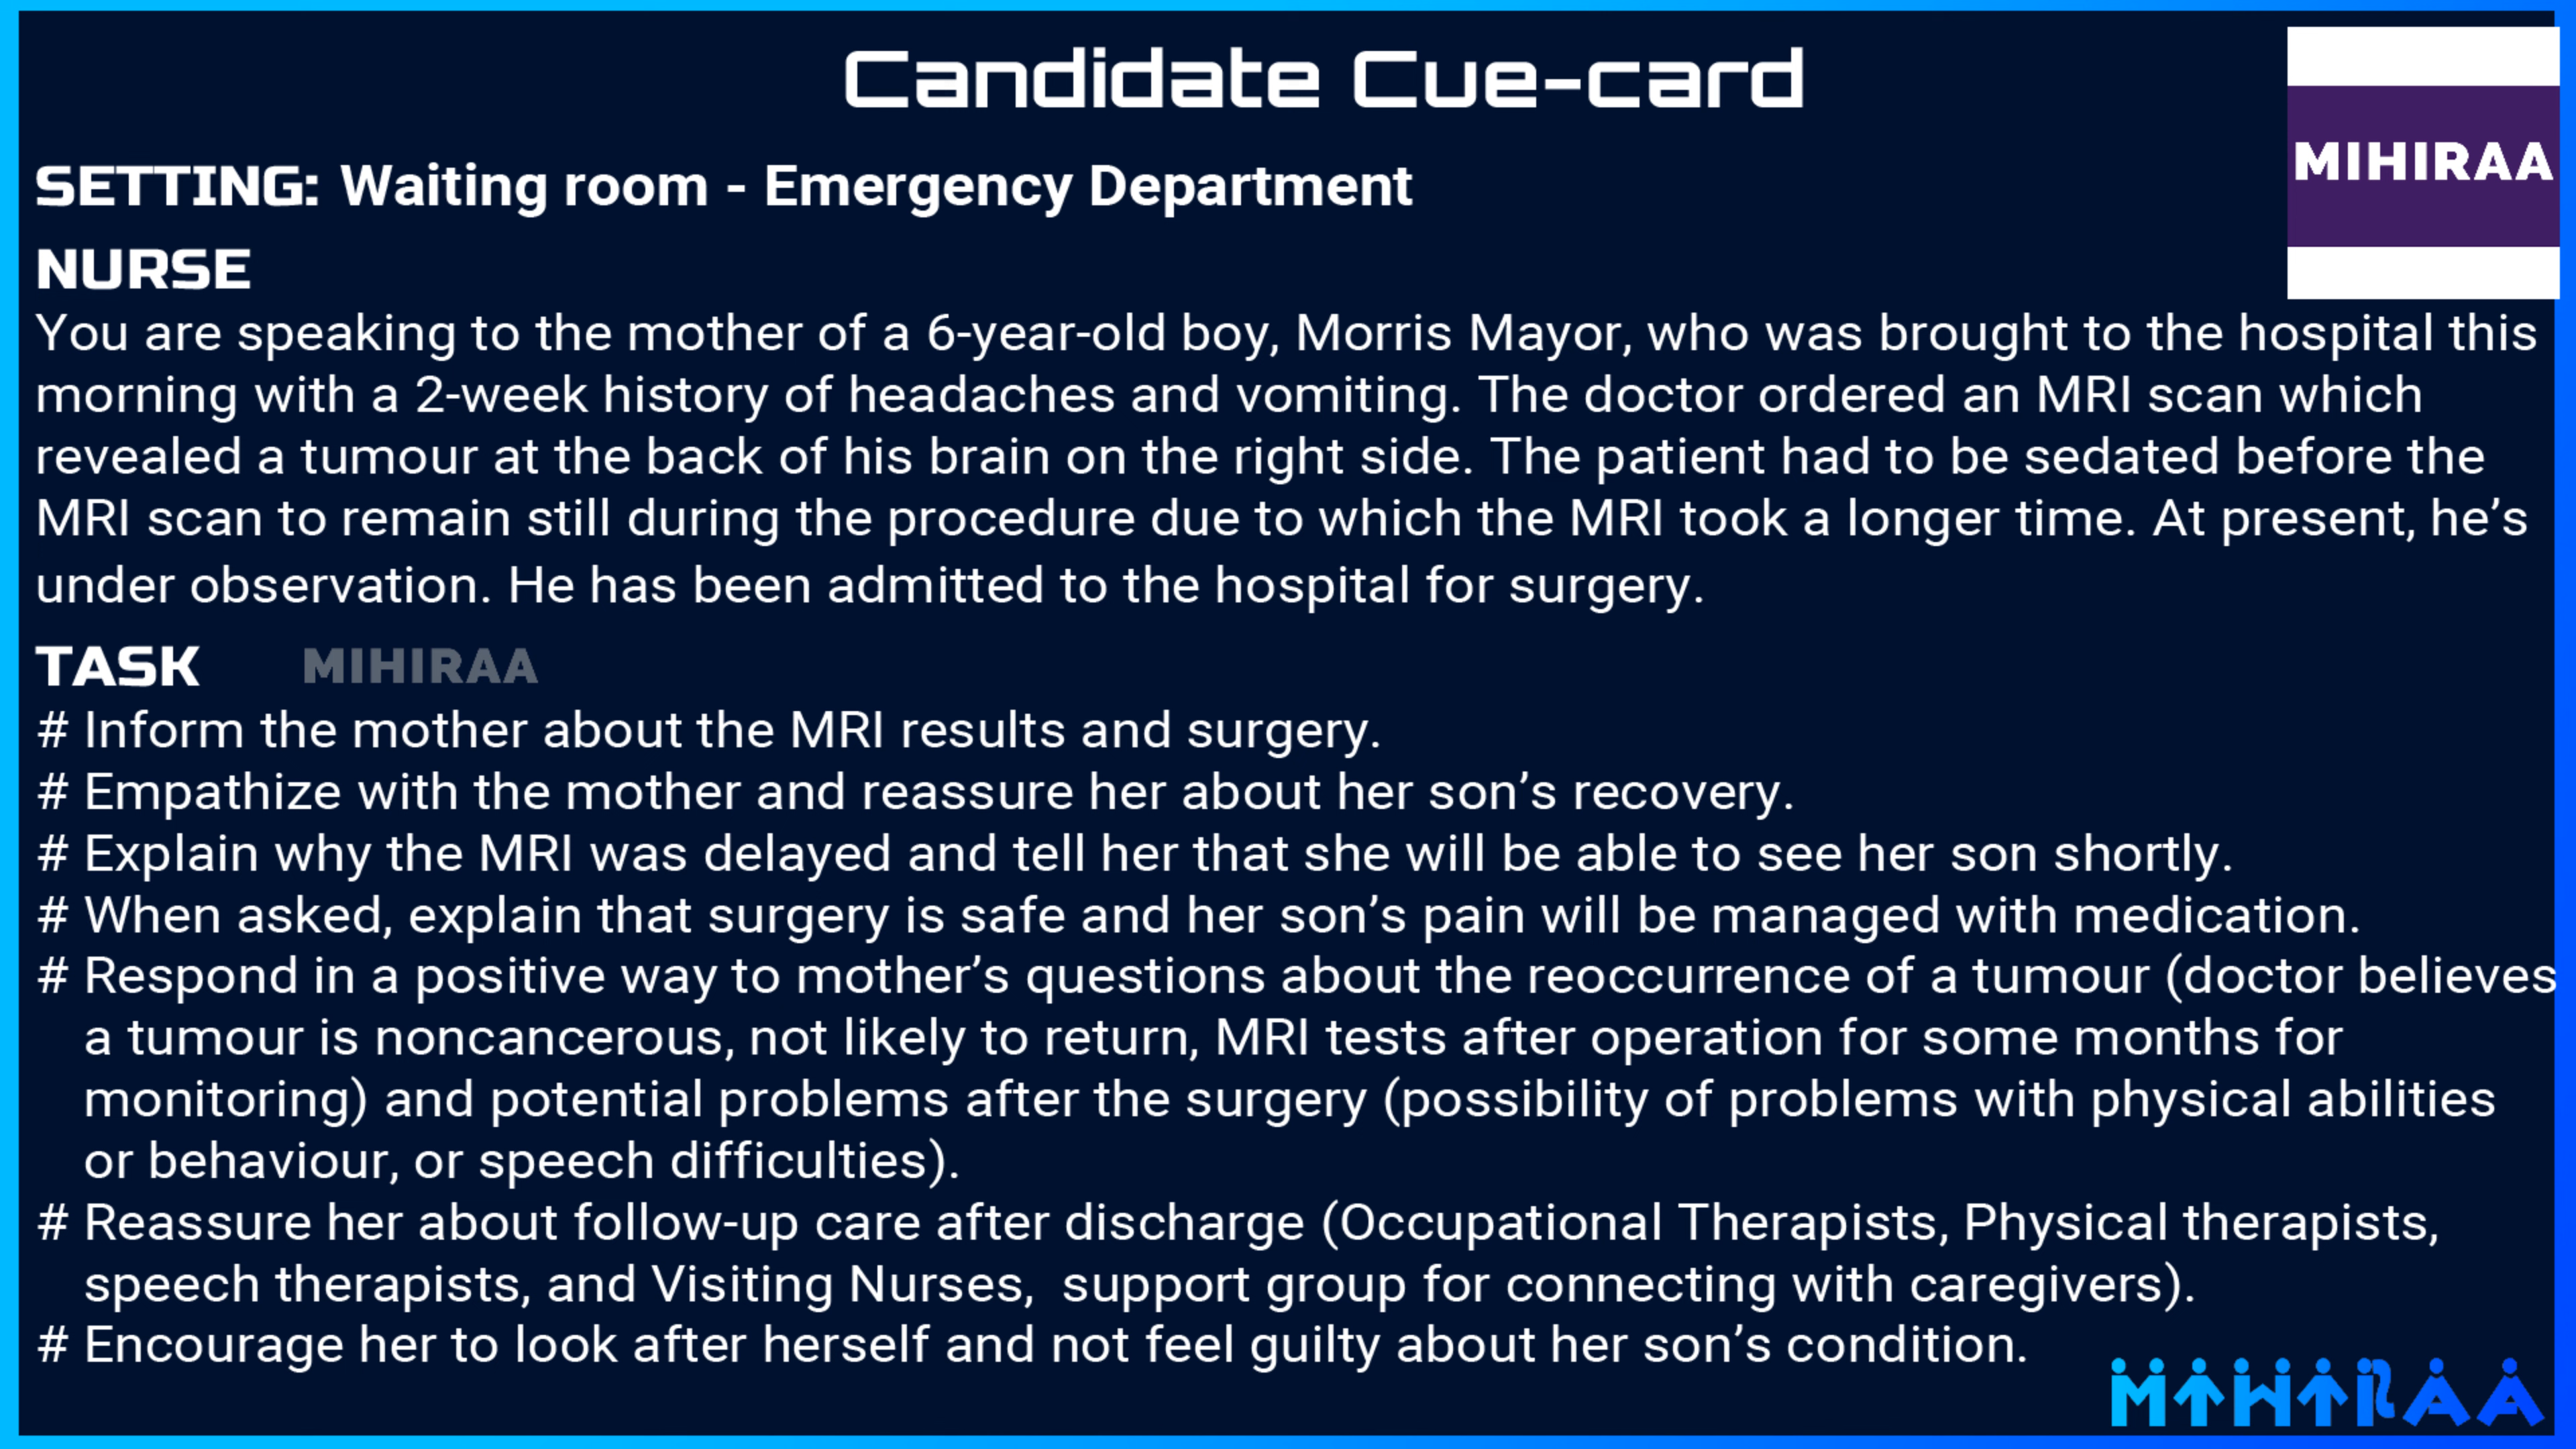 Candidate Cue-card
MIHIRAA
SETTING: Waiting room - Emergency Department
NURSE
You are speaking to the mother of a 6-year-old boy, Morris Mayor, who was brought to the hospital this
morning with a 2-week history of headaches and vomiting. The doctor ordered an MRI scan which
revealed a tumour at the back of his brain on the right side. The patient had to be sedated before the
MRI scan to remain still during the procedure due to which the MRI took a longer time. At present, he's
under observation. He has been admitted to the hospital for surgery.
TASK MIHIRAA
# Inform the mother about the MRI results and surgery.
# Empathize with the mother and reassure her about her son's recovery.
# Explain why the MRI was delayed and tell her that she will be able to see her son shortly.
# When asked, explain that surgery is safe and her son's pain will be managed with medication.
# Respond in a positive way to mother's questions about the reoccurrence of a tumour (doctor believes
a tumour is noncancerous, not likely to return, MRI tests after operation for some months for
monitoring) and potential problems after the surgery (possibility of problems with physical abilities
or behaviour, or speech difficulties).
# Reassure her about follow-up care after discharge (Occupational Therapists, Physical therapists,
speech therapists, and Visiting Nurses, support group for connecting with caregivers).
# Encourage her to look after herself and not feel guilty about her son's condition.
MIHIRAA